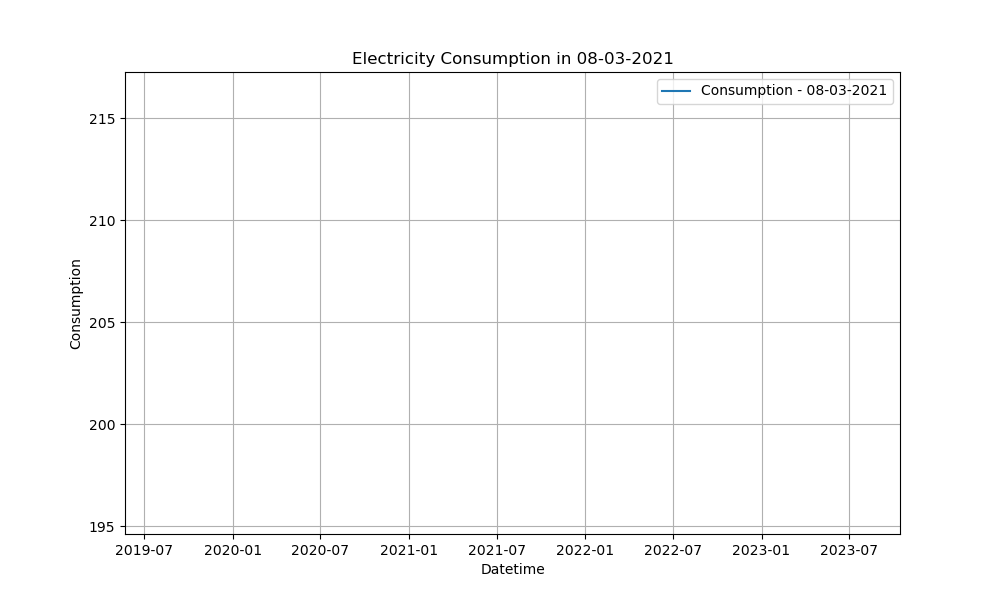 Electricity Consumption in 08-03-2021
Consumption - 08-03-2021
215
210
205
200
195
Consumption
2019-07 2020-01 2020-07 2021-01 2021-07 2022-01 2022-07 2023-01 2023-07
Datetime